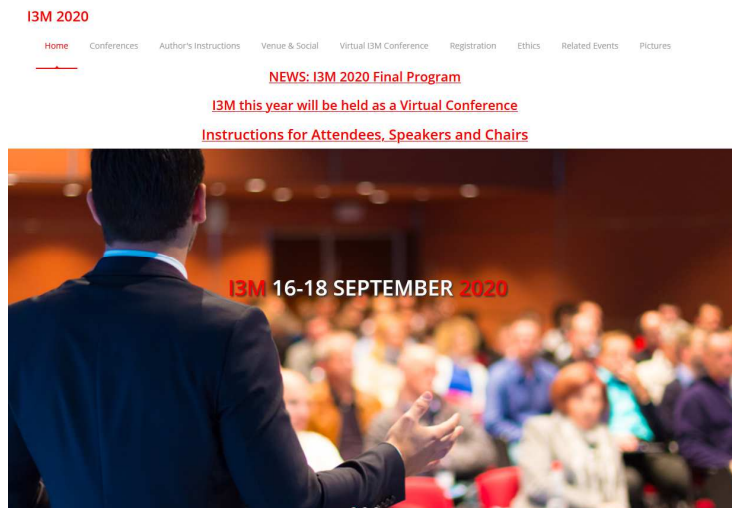 I3M 2020
Home Conferences Author's Instructions Venue & Social Virtual I3M Conference Registration Ethics Related Events Pictures
NEWS: I3M 2020 Final Program
I3M this year will be held as a Virtual Conference
Instructions for Attendees, Speakers and Chairs
I3M 16-18 SEPTEMBER 2020